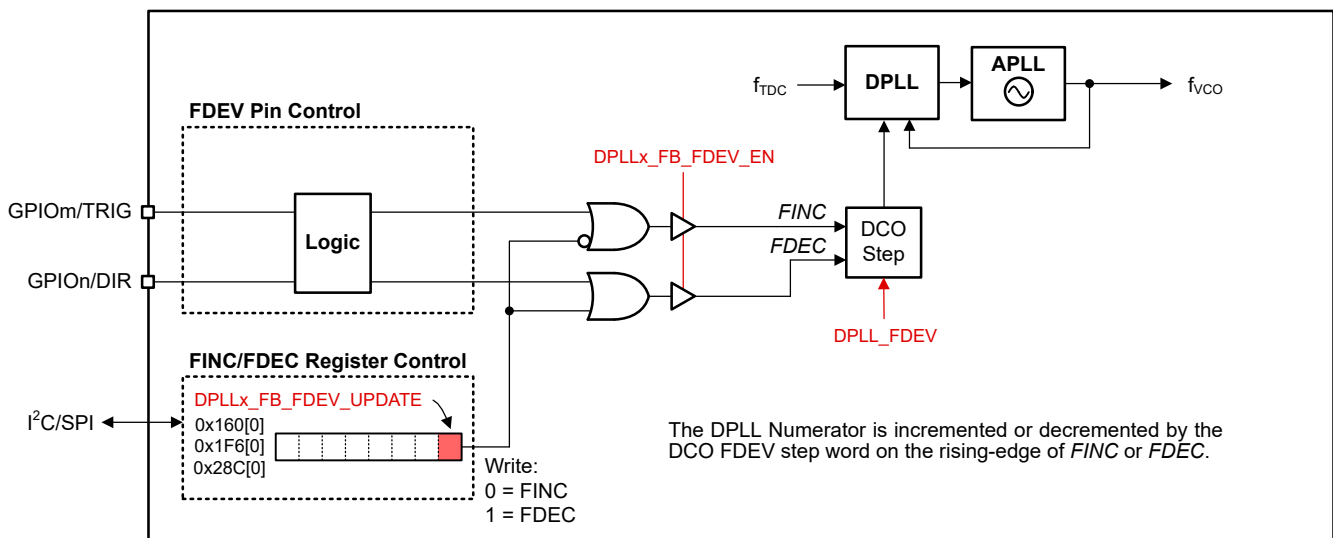 FDEV Pin Control
GPIOm/TRIG
GPIOn/DIR
Logic
DPLLx_FB_FDEV_EN
FINC
FDEC
DCO
Step
DPLL_FDEV
fTDC
DPLL
APLL
fVCO
FINC/FDEC Register Control
I²C/SPI
DPLLx_FB_FDEV_UPDATE
0x160[0]
0x1F6[0]
0x28C[0]
Write:
0 = FINC
1 = FDEC
The DPLL Numerator is incremented or decremented by the
DCO FDEV step word on the rising-edge of FINC or FDEC.